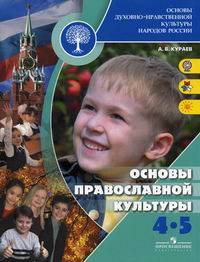 ОСНОВЫ
ДУХОВНО-НРАВСТВЕННОЙ
КУЛЬТУРЫ
НАРОДОВ РОССИИ
А. В. КУРАЕВ
ОСНОВЫ
ПРАВОСЛАВНОЙ
КУЛЬТУРЫ
4•5
ПРОСВЕЩЕНИЕ